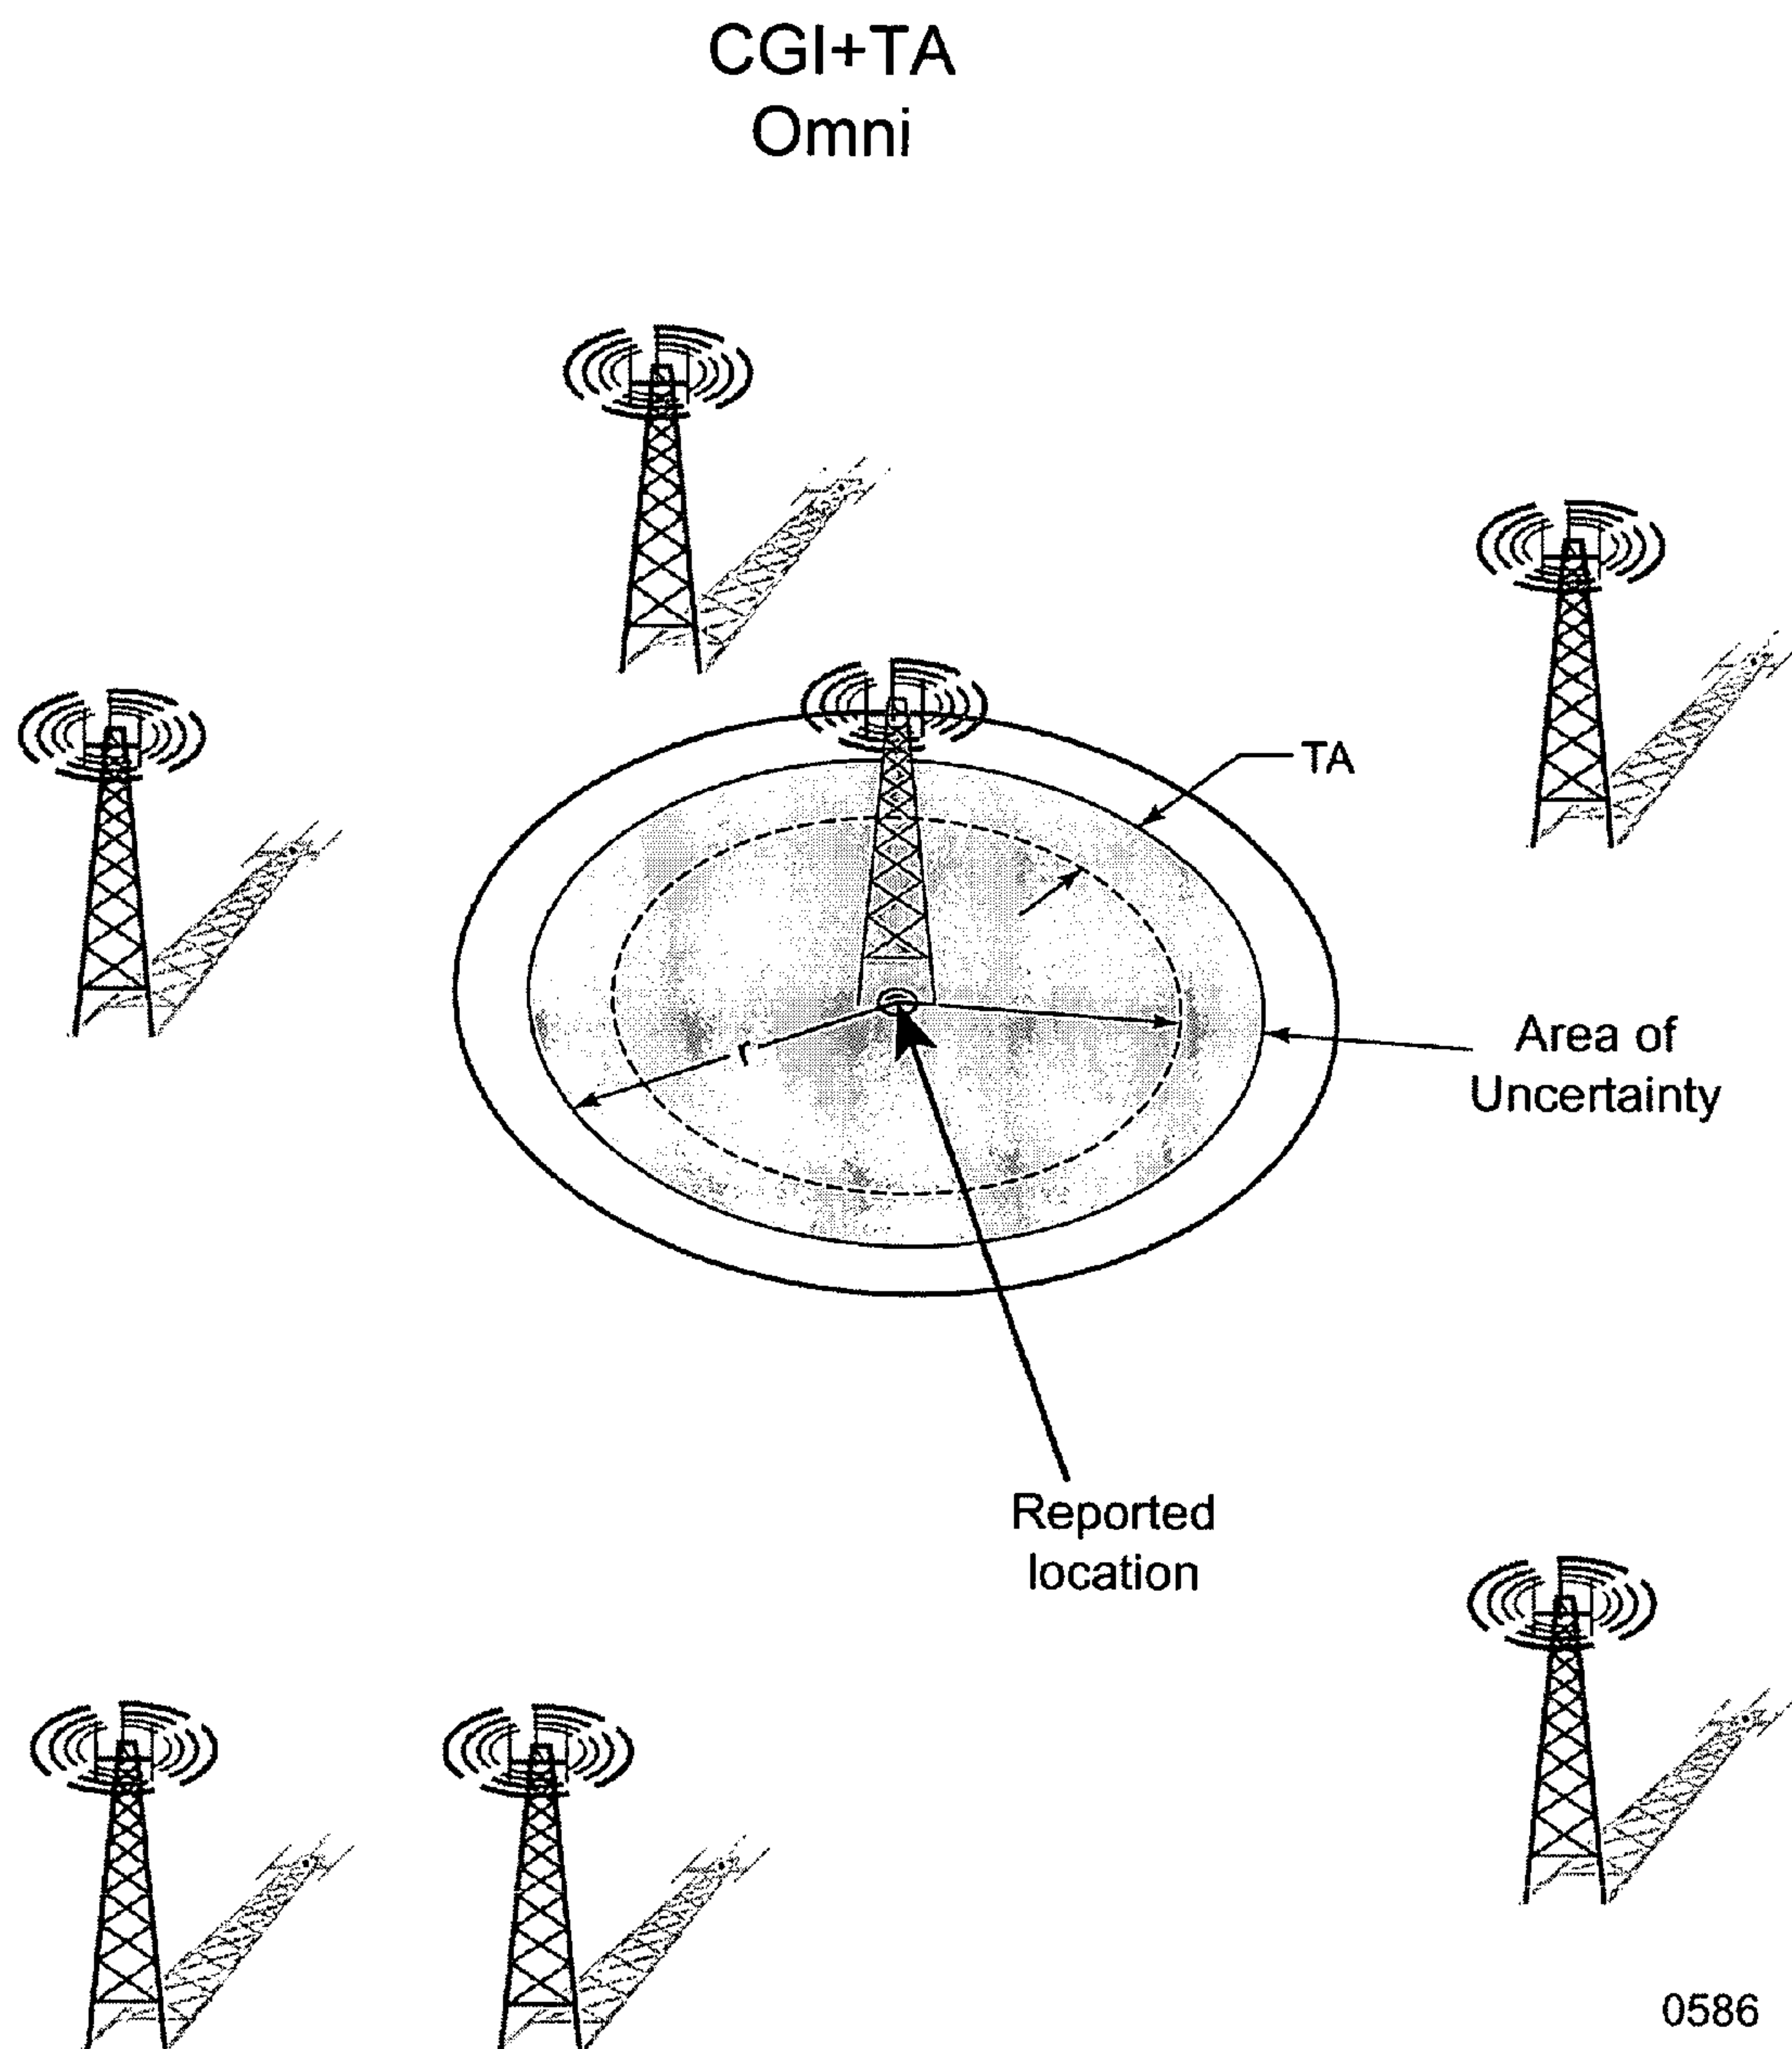 CGI+TA
Omni
TA
r
Area of
Uncertainty
Reported
location
0586